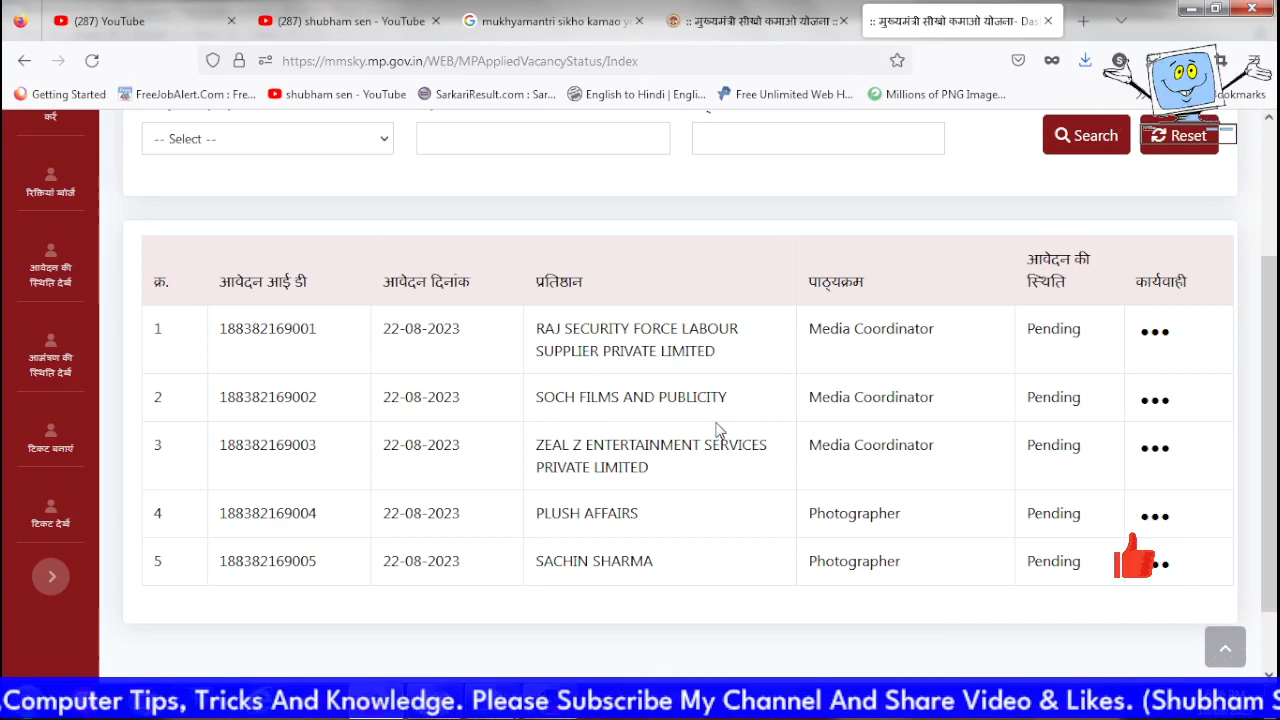 (287) YouTube
(287) shubham sen - YouTube
mukhyamantri sikho kamao y
:: मुख्यमंत्री सीखो कमाओ योजना ::
:: मुख्यमंत्री सीखो कमाओ योजना- Das
https://mmsky.mp.gov.in/WEB/MPAppliedVacancyStatus/Index
Getting Started
FreeJobAlert.Com : Fre...
shubham sen - YouTube
SarkariResult.com : Sar...
English to Hindi | Engli...
Free Unlimited Web H...
Millions of PNG Image...
okmarks
करें
-- Select --
Search
Reset
रिक्तियां खोजें
आवेदन की
स्थिति देखें
आमंत्रण की
स्थिति देखें
टिकट बनाएं
टिकट देखें
क्र. आवेदन आई डी आवेदन दिनांक प्रतिष्ठान पाठ्यक्रम आवेदन की स्थिति कार्यवाही
1 188382169001 22-08-2023 RAJ SECURITY FORCE LABOUR Media Coordinator Pending
SUPPLIER PRIVATE LIMITED
2 188382169002 22-08-2023 SOCH FILMS AND PUBLICITY Media Coordinator Pending
3 188382169003 22-08-2023 ZEAL Z ENTERTAINMENT SERVICES Media Coordinator Pending
PRIVATE LIMITED
4 188382169004 22-08-2023 PLUSH AFFAIRS Photographer Pending
5 188382169005 22-08-2023 SACHIN SHARMA Photographer Pending
,Computer Tips, Tricks And Knowledge. Please Subscribe My Channel And Share Video & Likes. (Shubham S